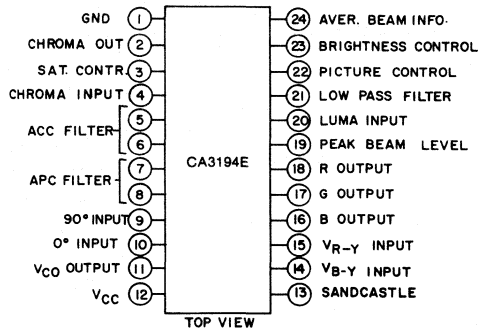 GND 1
CHROMA OUT 2
SAT. CONTR. 3
CHROMA INPUT 4
ACC FILTER 5
6
APC FILTER 7
8
90° INPUT 9
0° INPUT 10
VCO OUTPUT 11
VCC 12
CA3194E
24 AVER. BEAM INFO.
23 BRIGHTNESS CONTROL
22 PICTURE CONTROL
21 LOW PASS FILTER
20 LUMA INPUT
19 PEAK BEAM LEVEL
18 R OUTPUT
17 G OUTPUT
16 B OUTPUT
15 VR-Y INPUT
14 VB-Y INPUT
13 SANDCASTLE
TOP VIEW